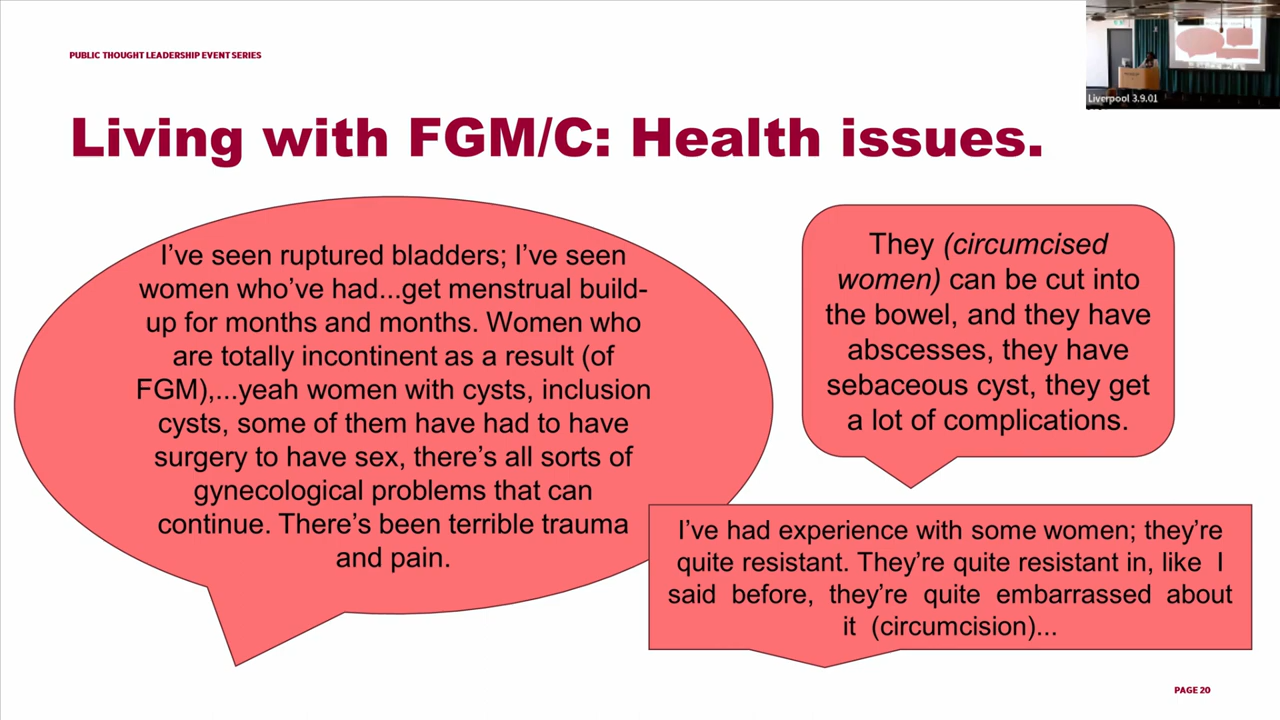 PUBLIC THOUGHT LEADERSHIP EVENT SERIES
Liverpool 3.9.01
Living with FGM/C: Health issues.
I've seen ruptured bladders; I've seen
women who've had...get menstrual build-
up for months and months. Women who
are totally incontinent as a result (of
FGM),...yeah women with cysts, inclusion
cysts, some of them have had to have
surgery to have sex, there's all sorts of
gynecological problems that can
continue. There's been terrible trauma
and pain.
They (circumcised
women) can be cut into
the bowel, and they have
abscesses, they have
sebaceous cyst, they get
a lot of complications.
I've had experience with some women; they're
quite resistant. They're quite resistant in, like I
said before, they're quite embarrassed about
it (circumcision)...
PAGE 20